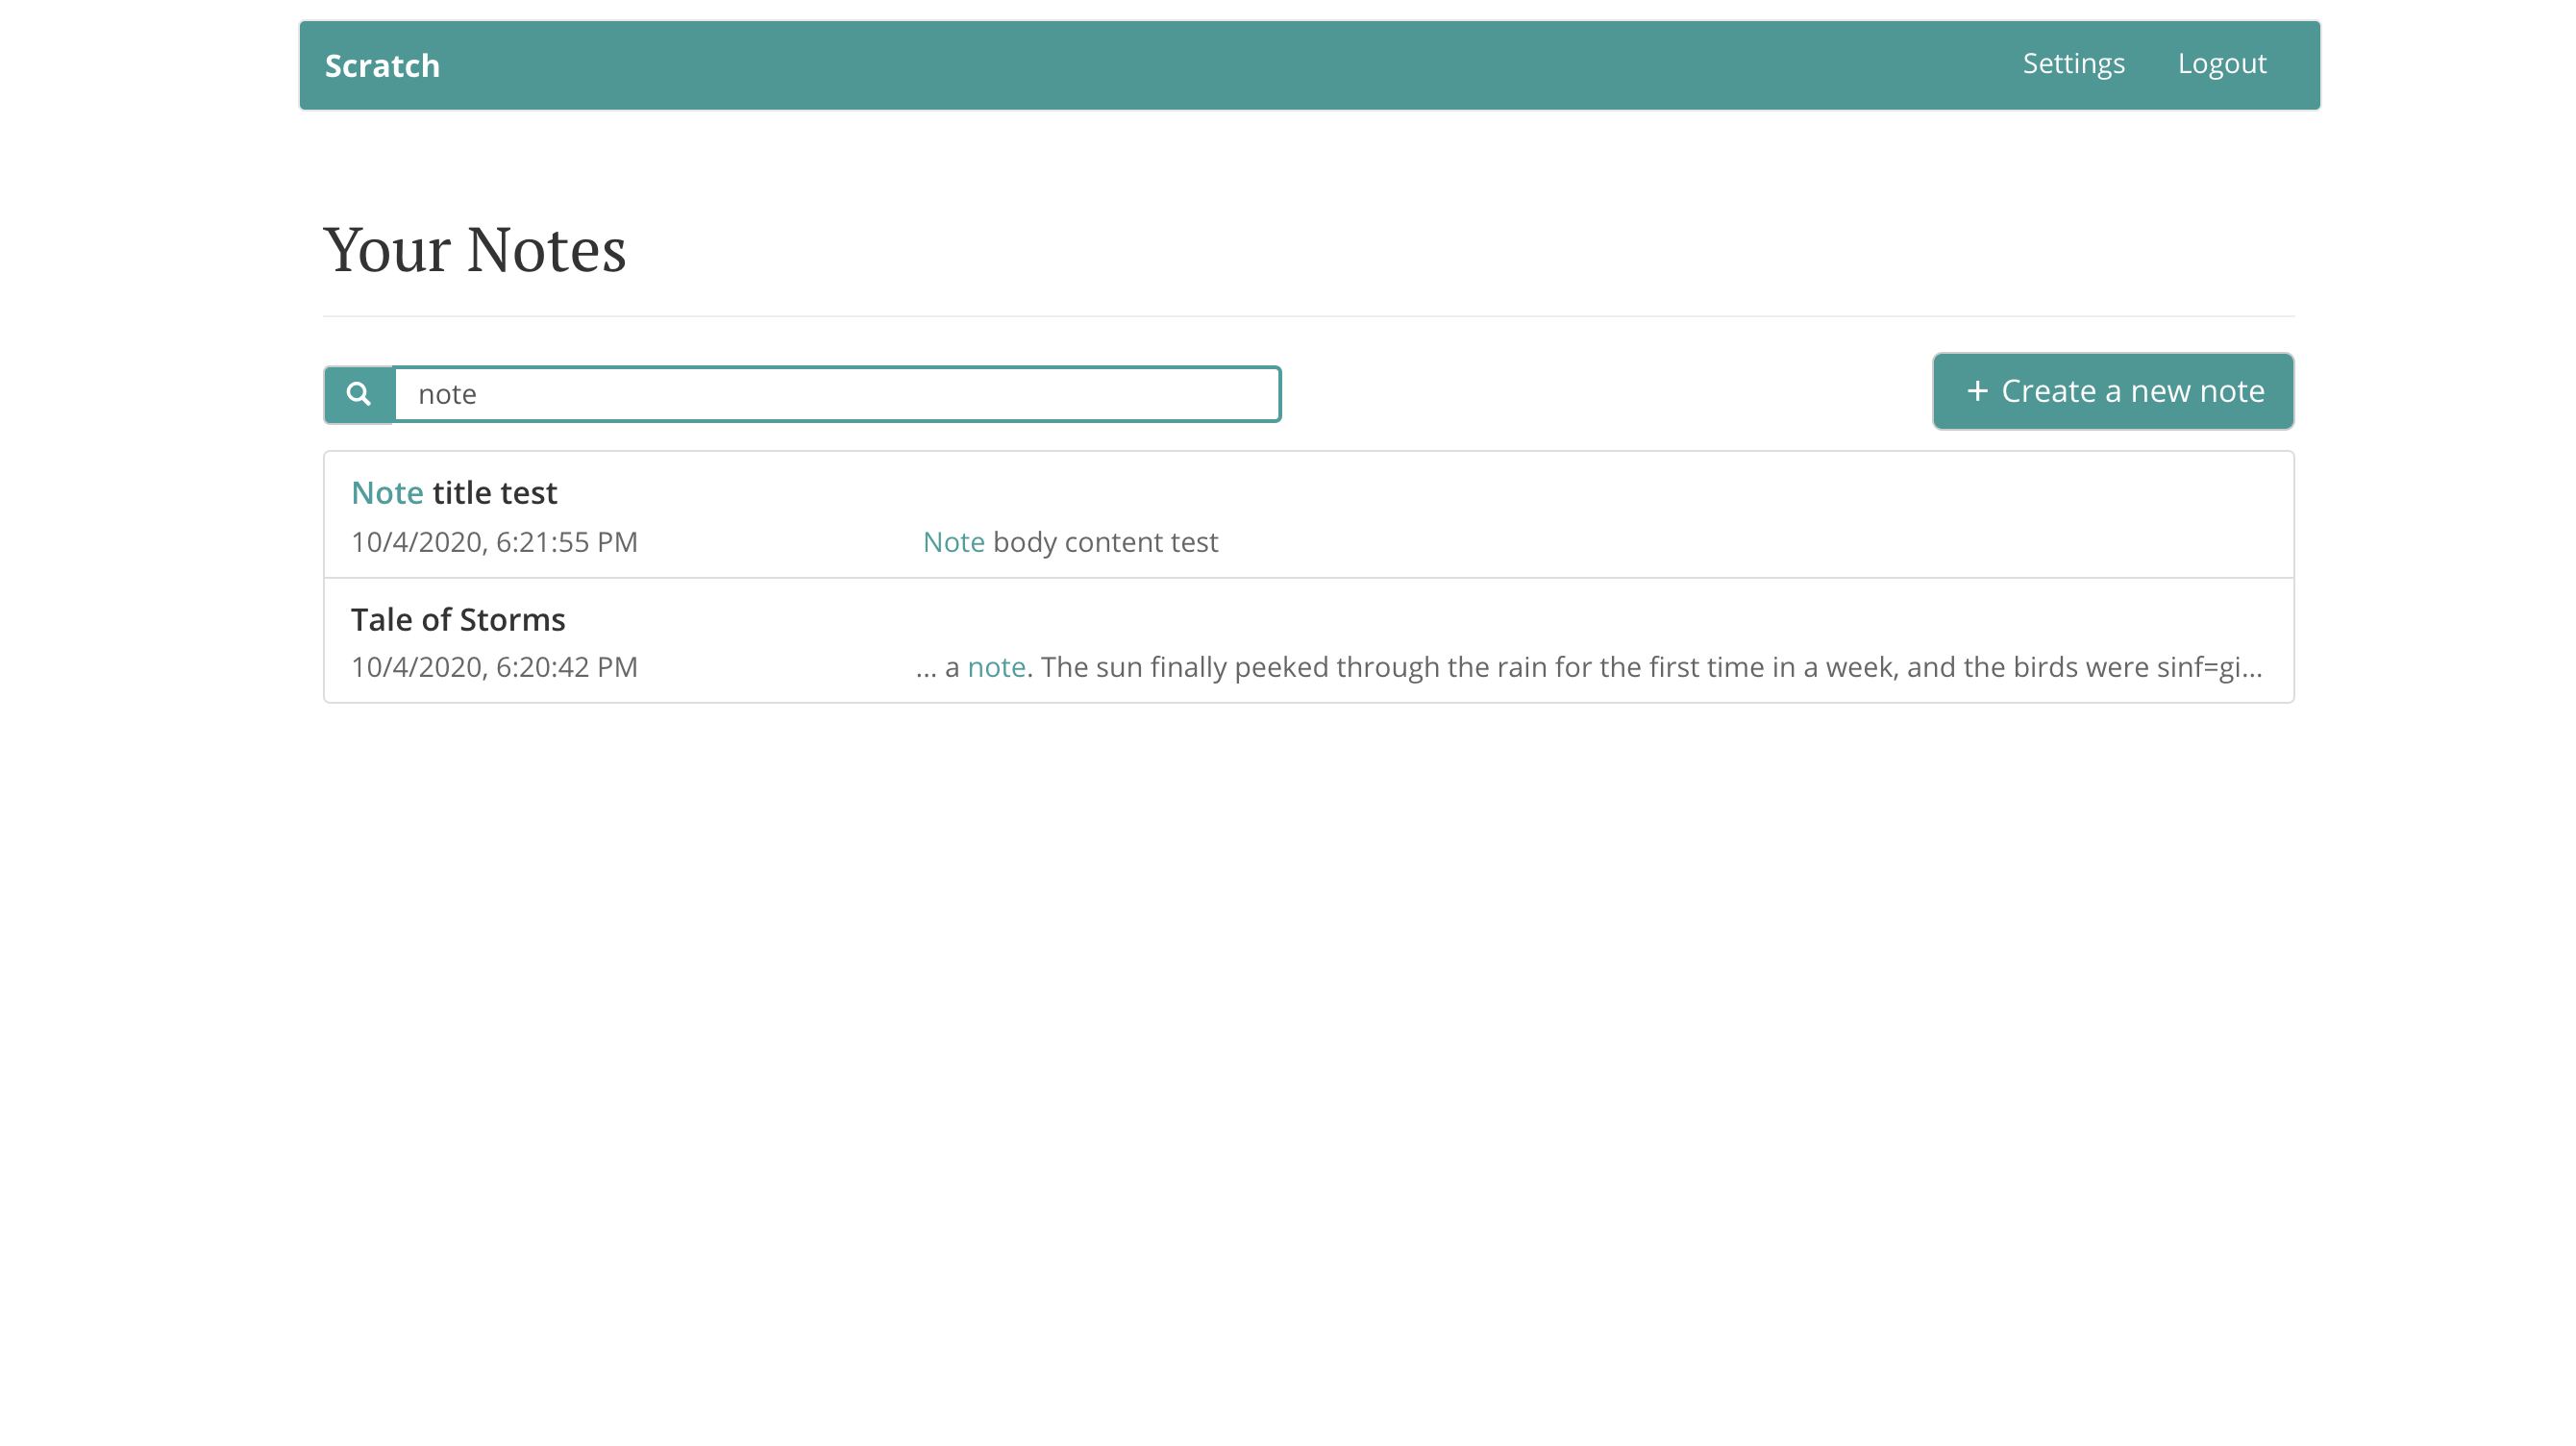 Scratch
Settings
Logout
Your Notes
note
+ Create a new note
Note title test
10/4/2020, 6:21:55 PM
Note body content test
Tale of Storms
10/4/2020, 6:20:42 PM
... a note. The sun finally peeked through the rain for the first time in a week, and the birds were sinf=gi...